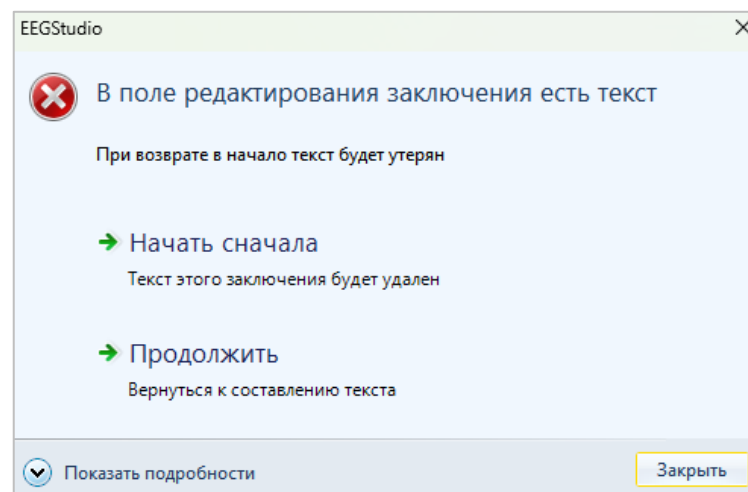 EEGStudio
В поле редактирования заключения есть текст
При возврате в начало текст будет утерян
Начать сначала
Текст этого заключения будет удален
Продолжить
Вернуться к составлению текста
Показать подробности
Закрыть